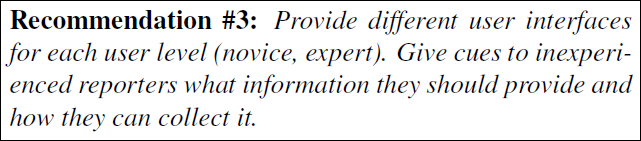 Recommendation #3: Provide different user interfaces
for each user level (novice, expert). Give cues to inexperi-
enced reporters what information they should provide and
how they can collect it.